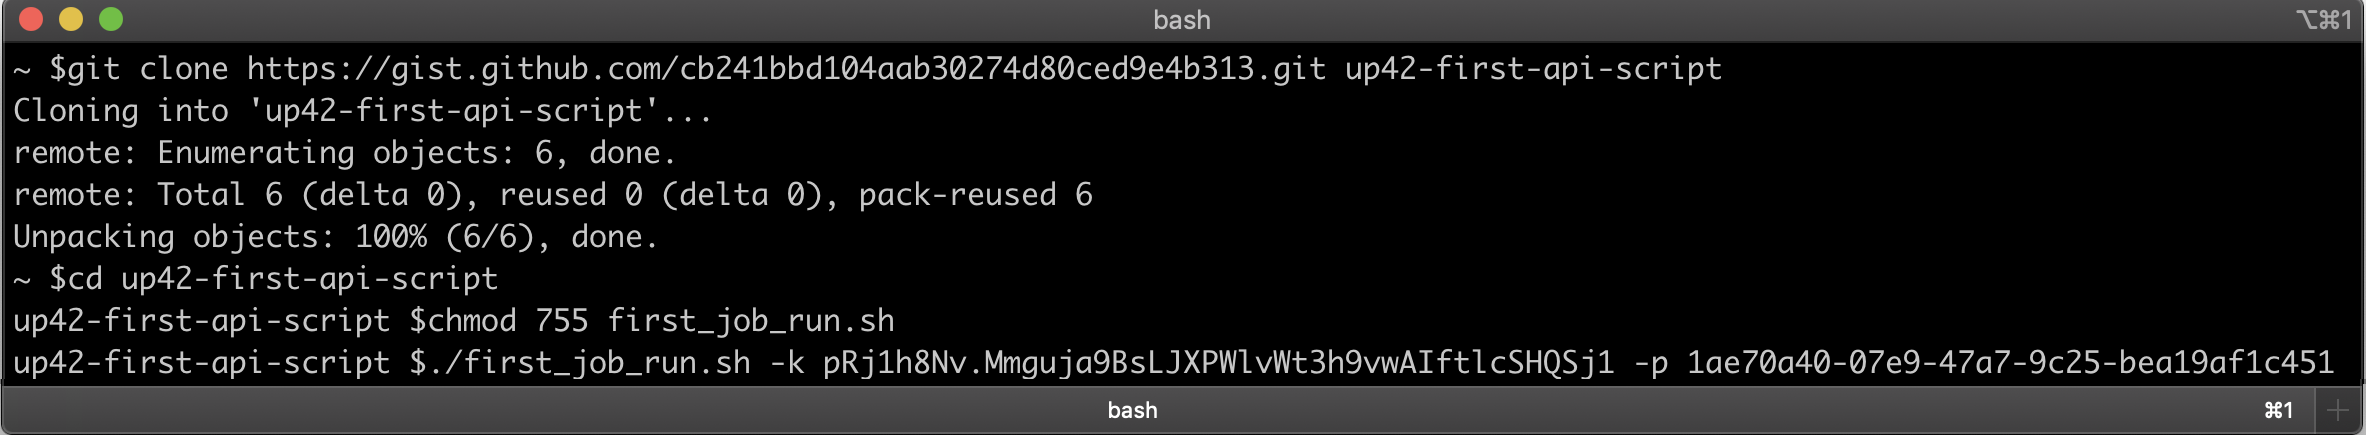 bash
⌥⌘1
~ $git clone https://gist.github.com/cb241bbd104aab30274d80ced9e4b313.git up42-first-api-script
Cloning into 'up42-first-api-script'...
remote: Enumerating objects: 6, done.
remote: Total 6 (delta 0), reused 0 (delta 0), pack-reused 6
Unpacking objects: 100% (6/6), done.
~ $cd up42-first-api-script
up42-first-api-script $chmod 755 first_job_run.sh
up42-first-api-script $./first_job_run.sh -k pRj1h8Nv.Mmguja9BsLJXPWlvWt3h9vwAIftlcSHQSj1 -p 1ae70a40-07e9-47a7-9c25-bea19af1c451
bash
⌘1